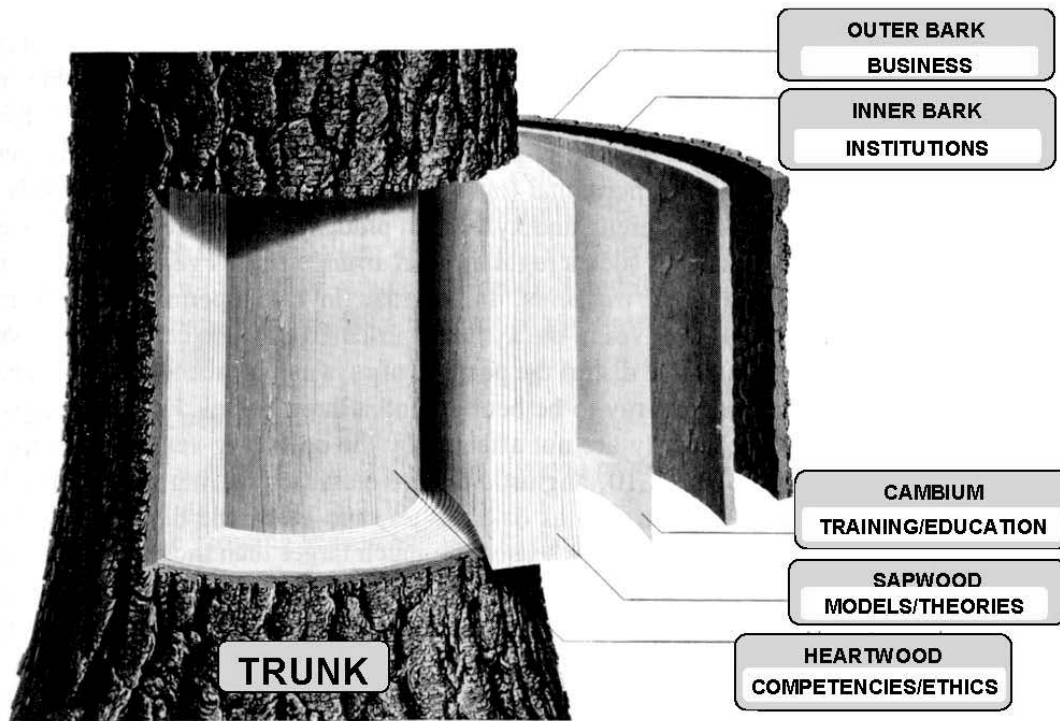 OUTER BARK
BUSINESS
INNER BARK
INSTITUTIONS
CAMBIUM
TRAINING/EDUCATION
SAPWOOD
MODELS/THEORIES
HEARTWOOD
COMPETENCIES/ETHICS
TRUNK